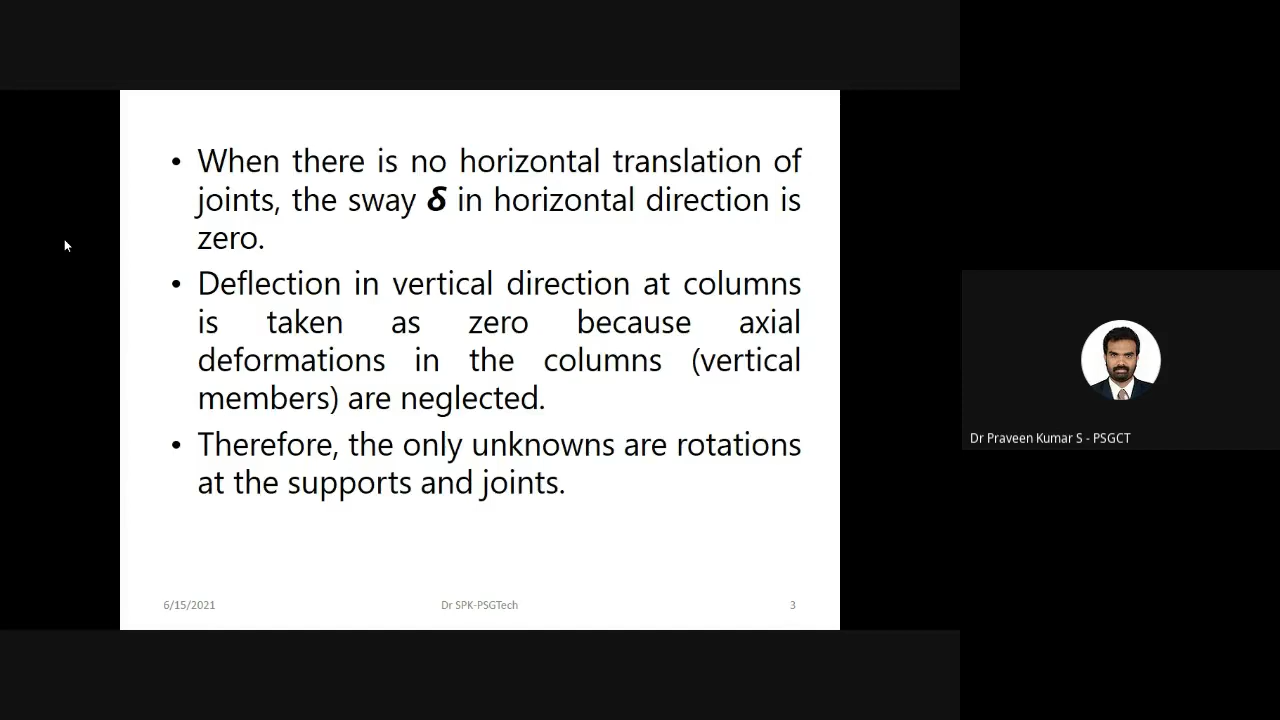 • When there is no horizontal translation of
joints, the sway δ in horizontal direction is
zero.
• Deflection in vertical direction at columns
is taken as zero because axial
deformations in the columns (vertical
members) are neglected.
• Therefore, the only unknowns are rotations
at the supports and joints.
6/15/2021 Dr SPK-PSGTech 3
Dr Praveen Kumar S - PSGCT